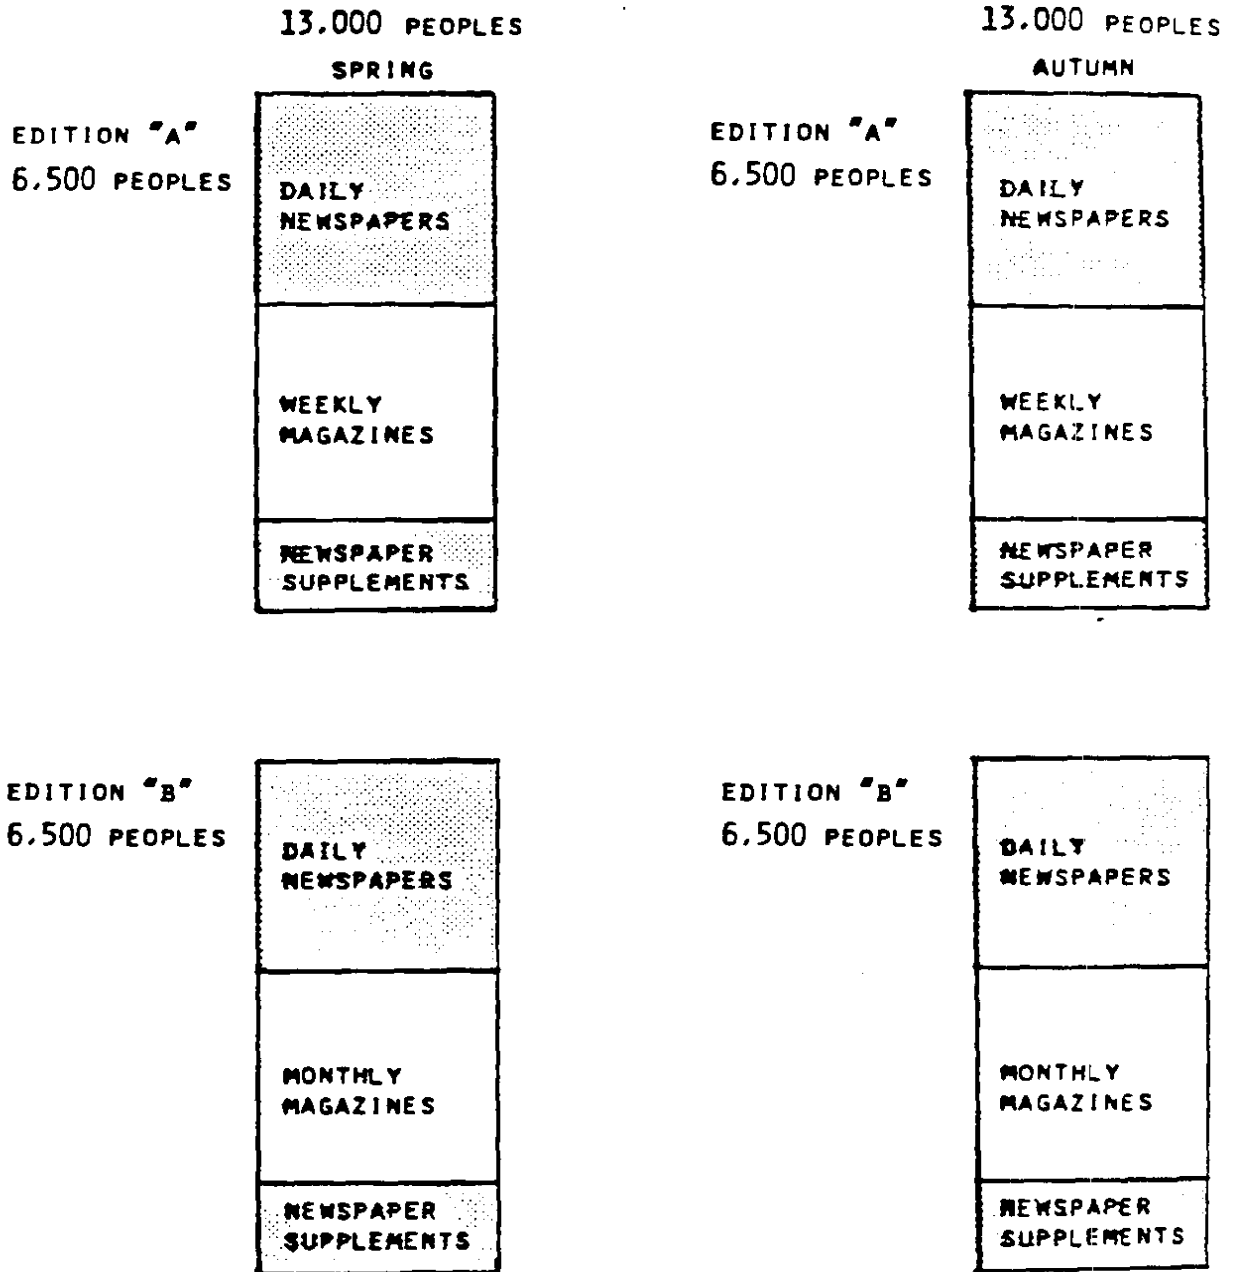 13.000 PEOPLES
SPRING
EDITION "A"
6.500 PEOPLES
DAILY
NEWSPAPERS
WEEKLY
MAGAZINES
NEWSPAPER
SUPPLEMENTS
13.000 PEOPLES
AUTUMN
EDITION "A"
6.500 PEOPLES
DAILY
NEWSPAPERS
WEEKLY
MAGAZINES
NEWSPAPER
SUPPLEMENTS
EDITION "B"
6.500 PEOPLES
DAILY
NEWSPAPERS
MONTHLY
MAGAZINES
NEWSPAPER
SUPPLEMENTS
EDITION "B"
6.500 PEOPLES
DAILY
NEWSPAPERS
MONTHLY
MAGAZINES
NEWSPAPER
SUPPLEMENTS